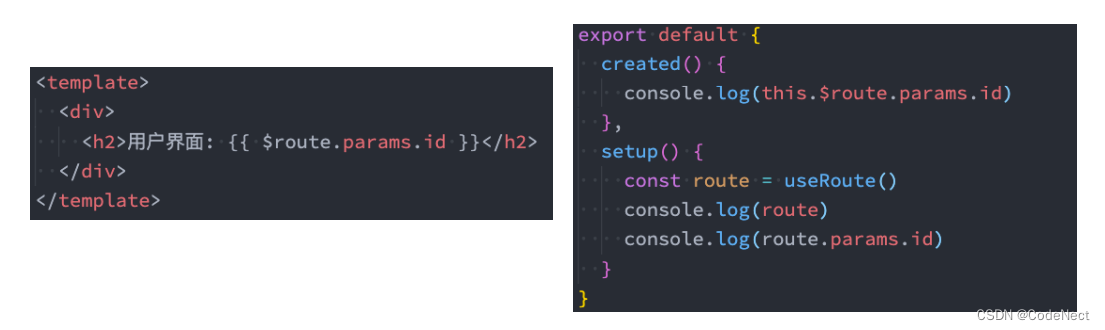 <template>
  <div>
    <h2>用户界面: {{ $route.params.id }}</h2>
  </div>
</template>
export default {
  created() {
    console.log(this.$route.params.id)
  },
  setup() {
    const route = useRoute()
    console.log(route)
    console.log(route.params.id)
  }
}
CSDN @CodeNect